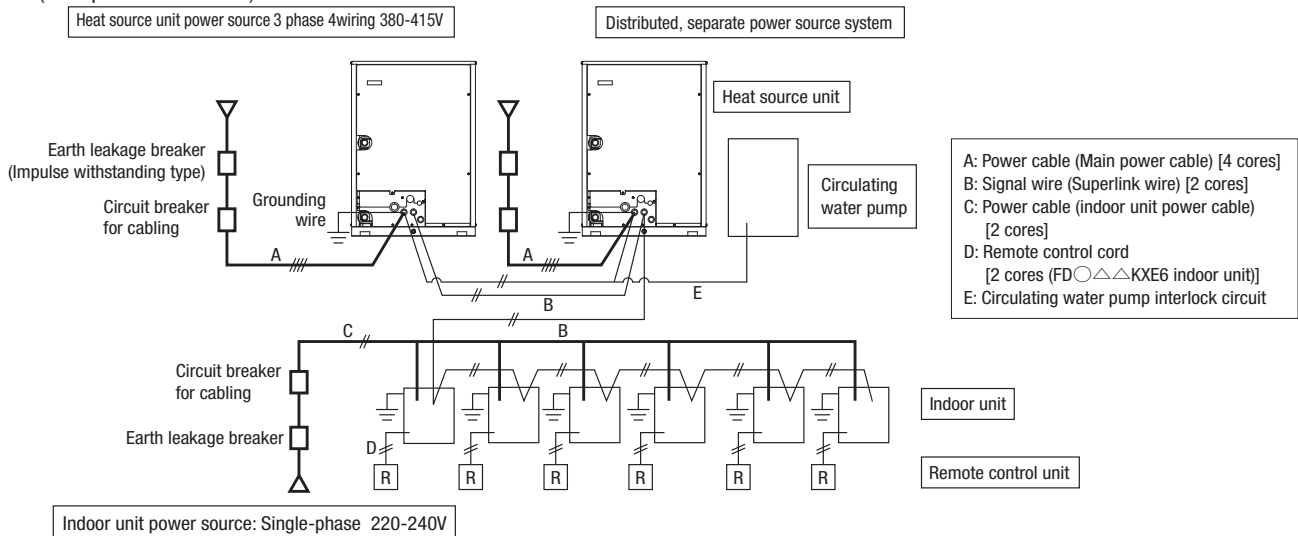 Heat source unit power source 3 phase 4wiring 380-415V
Distributed, separate power source system
Heat source unit
Earth leakage breaker
(Impulse withstanding type)
Circuit breaker
for cabling
Grounding
wire
Circulating
water pump
A: Power cable (Main power cable) [4 cores]
B: Signal wire (Superlink wire) [2 cores]
C: Power cable (indoor unit power cable)
[2 cores]
D: Remote control cord
[2 cores (FD○△△KXE6 indoor unit)]
E: Circulating water pump interlock circuit
A
A
B
E
C
B
Circuit breaker
for cabling
Earth leakage breaker
Indoor unit
D
R
R
R
R
R
R
Remote control unit
Indoor unit power source: Single-phase 220-240V